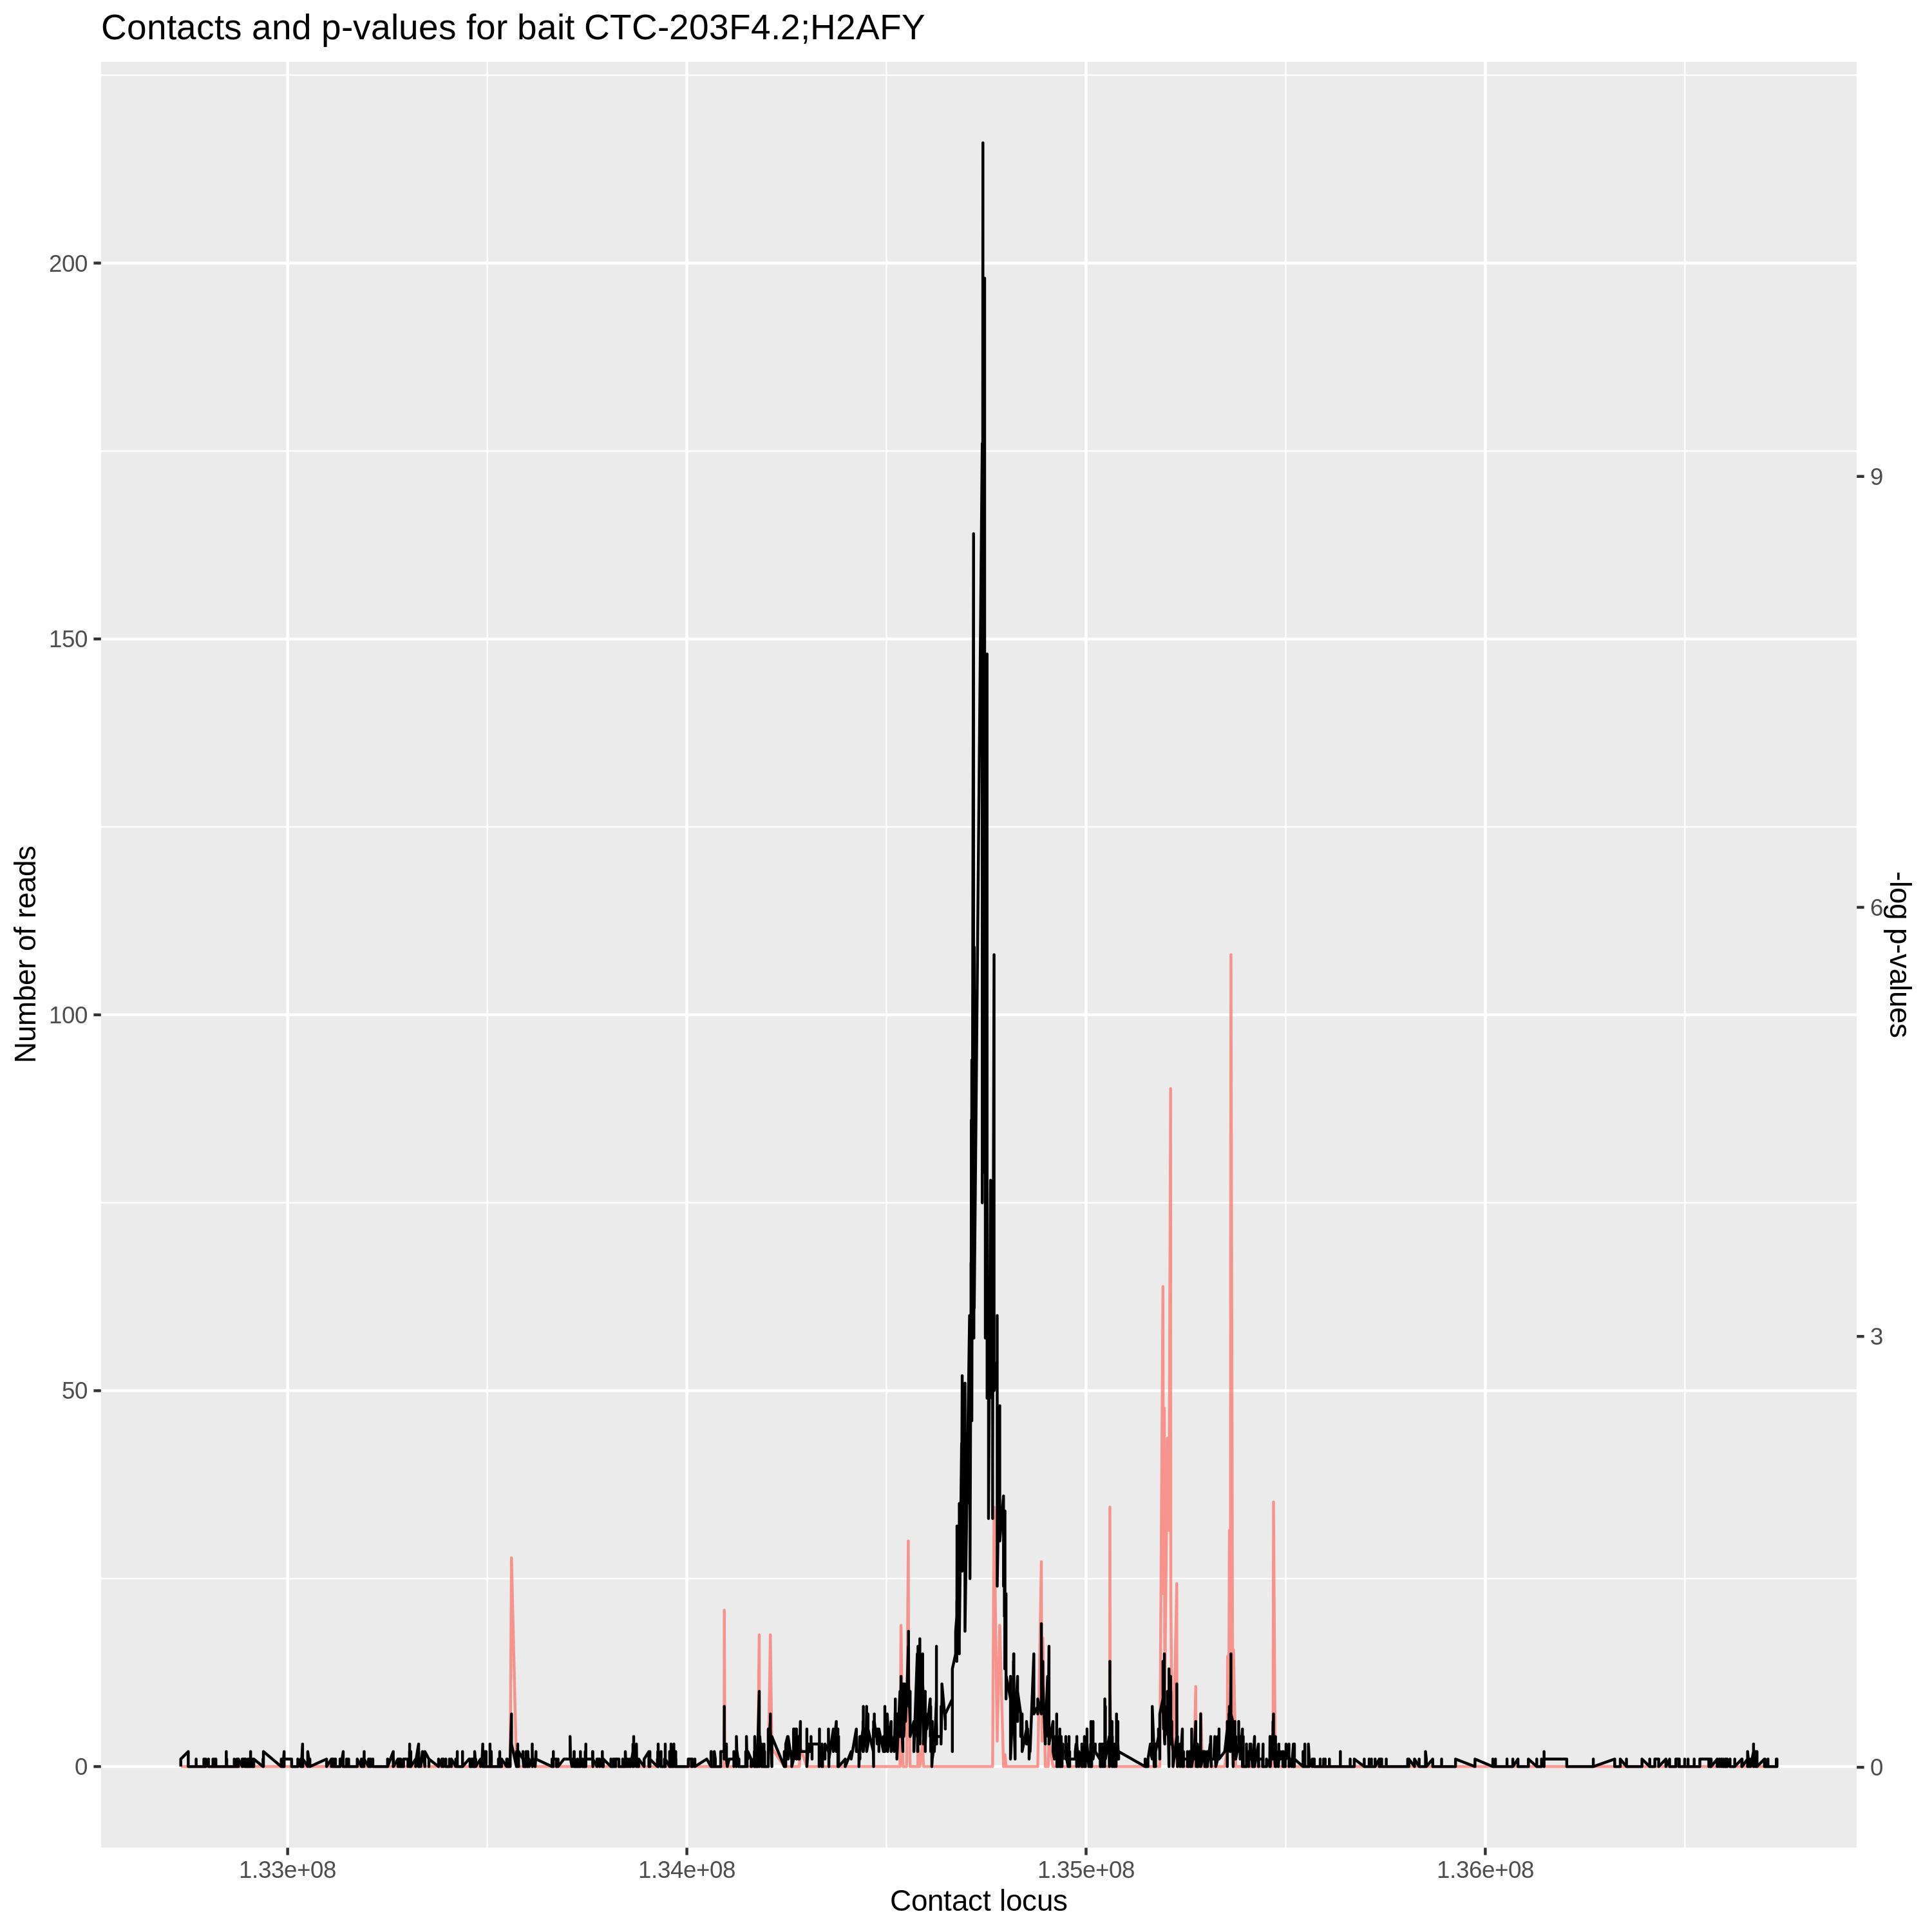 Contacts and p-values for bait CTC-203F4.2;H2AFY
Number of reads
200
150
100
50
0
9
6
3
0
-log p-values
1.33e+08
1.34e+08
1.35e+08
1.36e+08
Contact locus